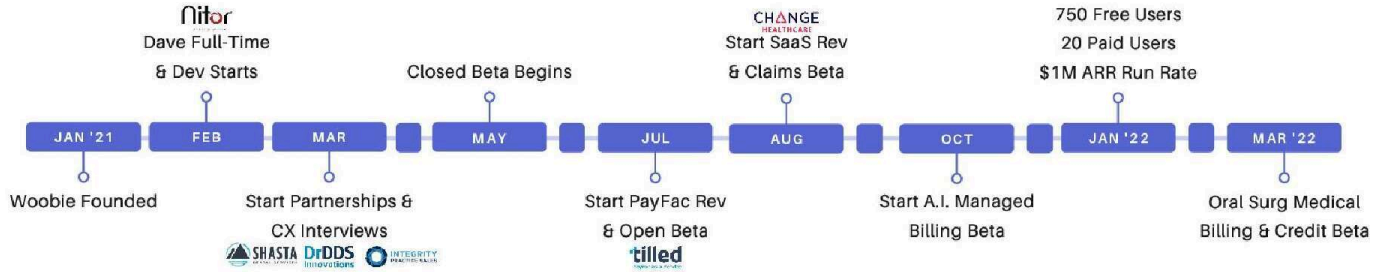 Nitor
Dave Full-Time
& Dev Starts
Closed Beta Begins
CHANGE
HEALTHCARE
Start SaaS Rev
& Claims Beta
750 Free Users
20 Paid Users
$1M ARR Run Rate
JAN '21
FEB
MAR
MAY
JUL
AUG
OCT
JAN '22
MAR '22
Woobie Founded
Start Partnerships &
CX Interviews
SHASTA
DrDDS
Innovations
INTEGRITY
PRACTICE SALES
Start PayFac Rev
& Open Beta
tilled
Start A.I. Managed
Billing Beta
Oral Surg Medical
Billing & Credit Beta